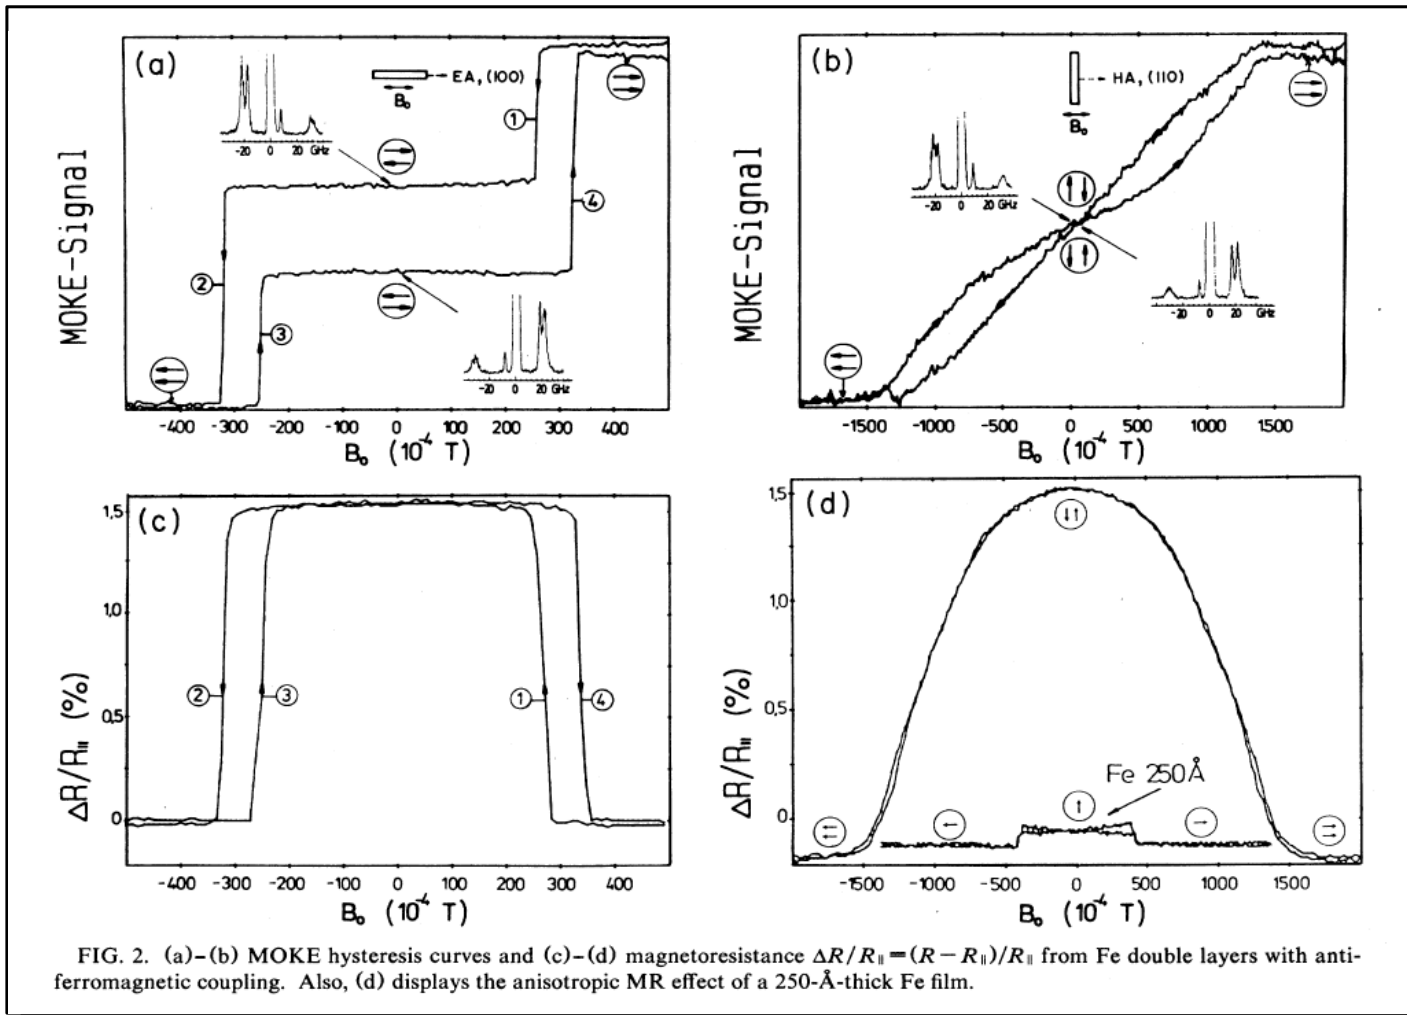 (a)
EA, (100)
B₀
-20 0 20 GHz
①
②
③
④
-20 0 20 GHz
MOKE-Signal
-400 -300 -200 -100 0 100 200 300 400
B₀ (10⁻⁴ T)
(b)
HA, (110)
B₀
-20 0 20 GHz
-20 0 20 GHz
MOKE-Signal
-1500 -1000 -500 0 500 1000 1500
B₀ (10⁻⁴ T)
(c)
1,5
1,0
0,5
0
② ③ ① ④
ΔR/R∥ (%)
-400 -300 -200 -100 0 100 200 300 400
B₀ (10⁻⁴ T)
(d)
1,5
1,0
0,5
0
Fe 250Å
ΔR/R∥ (%)
-1500 -1000 -500 0 500 1000 1500
B₀ (10⁻⁴ T)
FIG. 2. (a)–(b) MOKE hysteresis curves and (c)–(d) magnetoresistance ΔR/R∥=(R−R∥)/R∥ from Fe double layers with anti-
ferromagnetic coupling. Also, (d) displays the anisotropic MR effect of a 250-Å-thick Fe film.